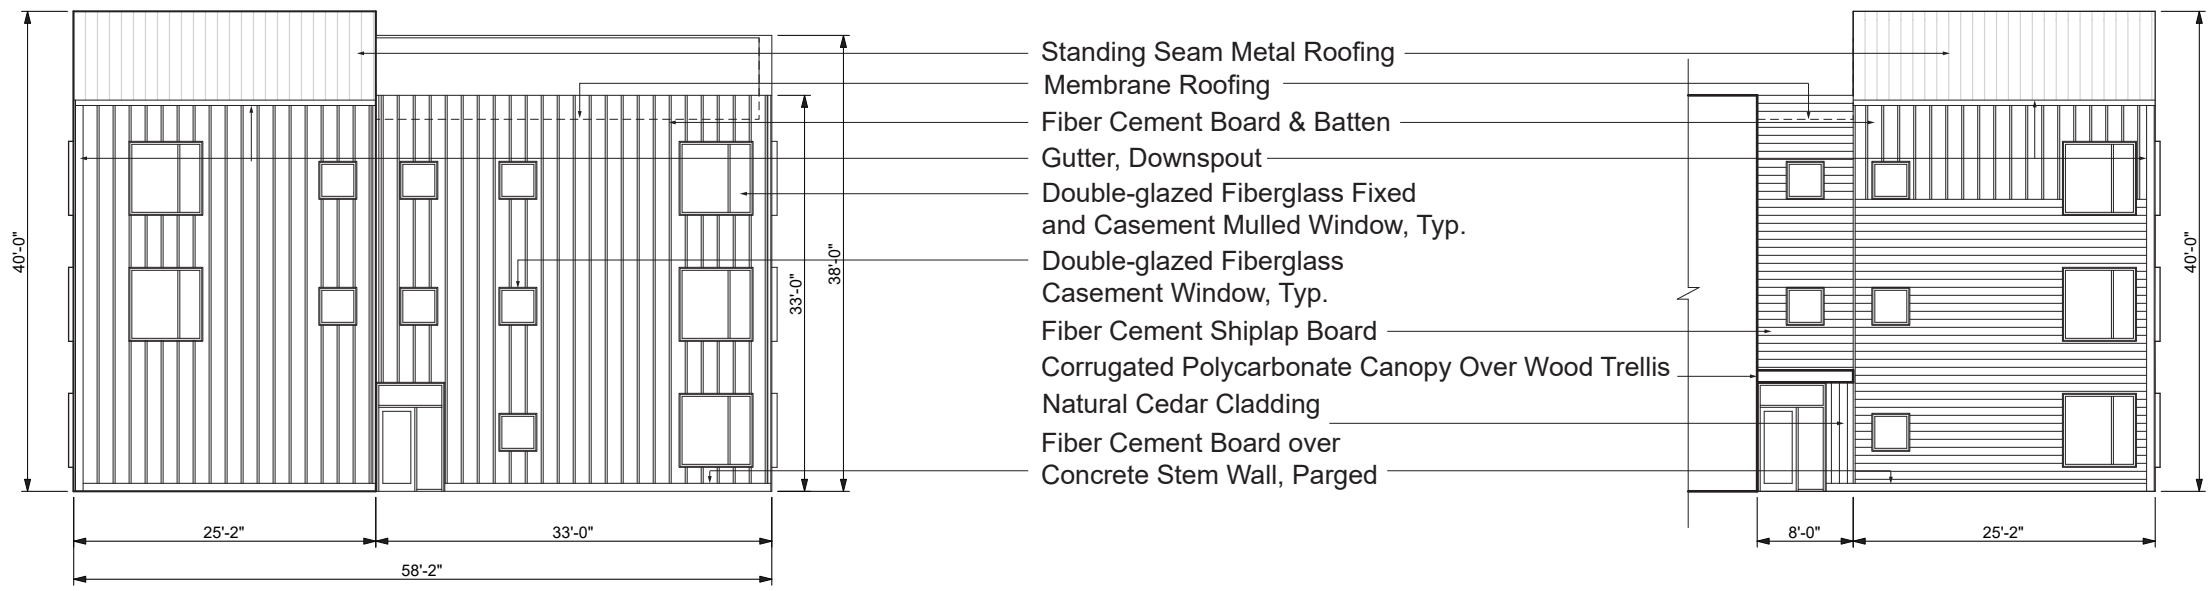 Standing Seam Metal Roofing
Membrane Roofing
Fiber Cement Board & Batten
Gutter, Downspout
Double-glazed Fiberglass Fixed
and Casement Mulled Window, Typ.
Double-glazed Fiberglass
Casement Window, Typ.
Fiber Cement Shiplap Board
Corrugated Polycarbonate Canopy Over Wood Trellis
Natural Cedar Cladding
Fiber Cement Board over
Concrete Stem Wall, Parged
40'-0"
33'-0"
38'-0"
40'-0"
25'-2"
33'-0"
58'-2"
8'-0"
25'-2"